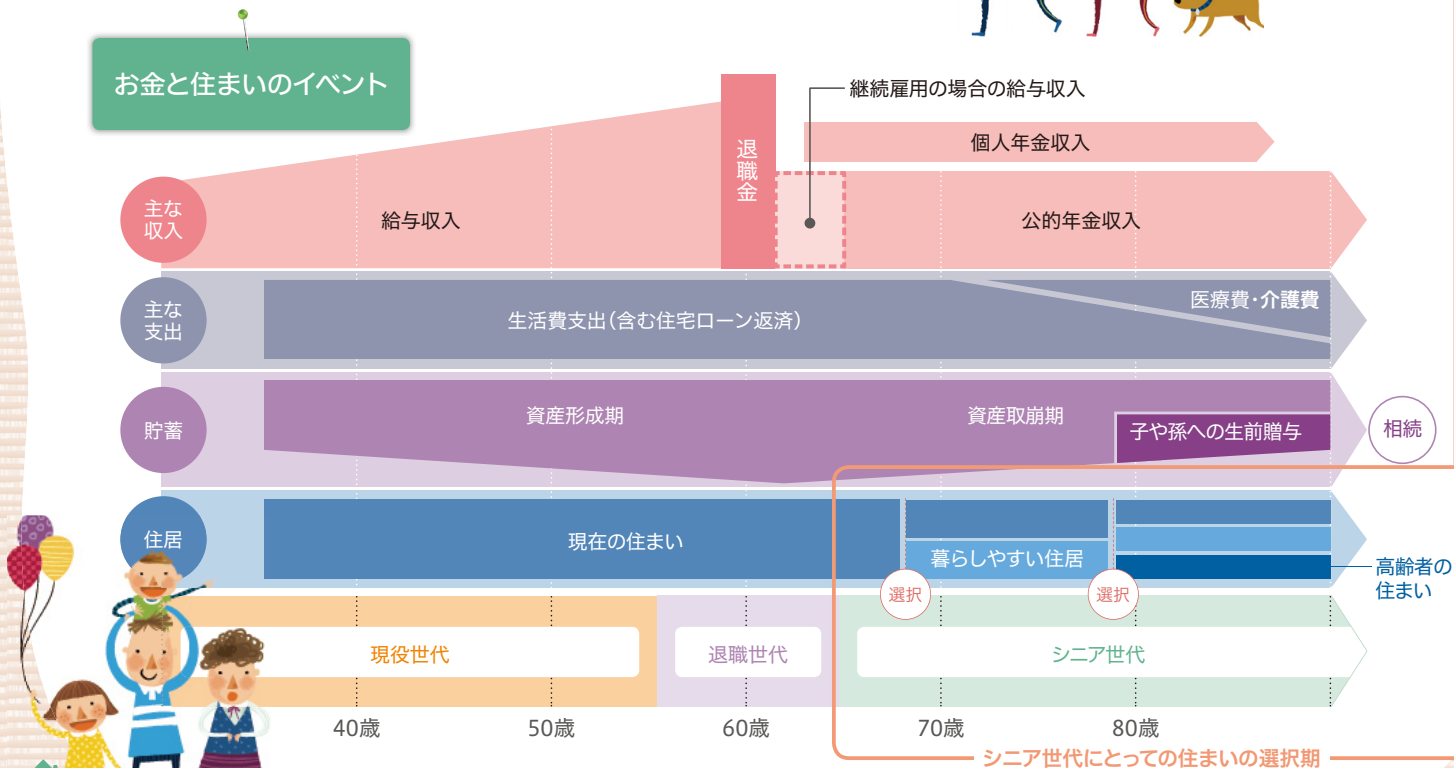 お金と住まいのイベント
継続雇用の場合の給与収入
個人年金収入
退職金
主な
収入
給与収入
公的年金収入
主な
支出
生活費支出(含む住宅ローン返済)
医療費・介護費
貯蓄
資産形成期
資産取崩期
子や孫への生前贈与
相続
住居
現在の住まい
暮らしやすい住居
高齢者の
住まい
選択
選択
現役世代
退職世代
シニア世代
40歳
50歳
60歳
70歳
80歳
シニア世代にとっての住まいの選択期